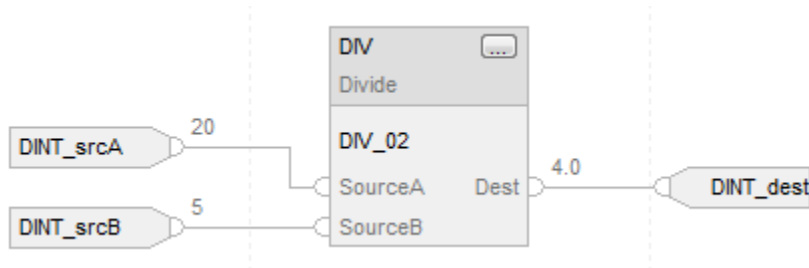 DIV
...
Divide
20
DINT_srcA
DIV_02
4.0
SourceA Dest
DINT_dest
5
DINT_srcB
SourceB